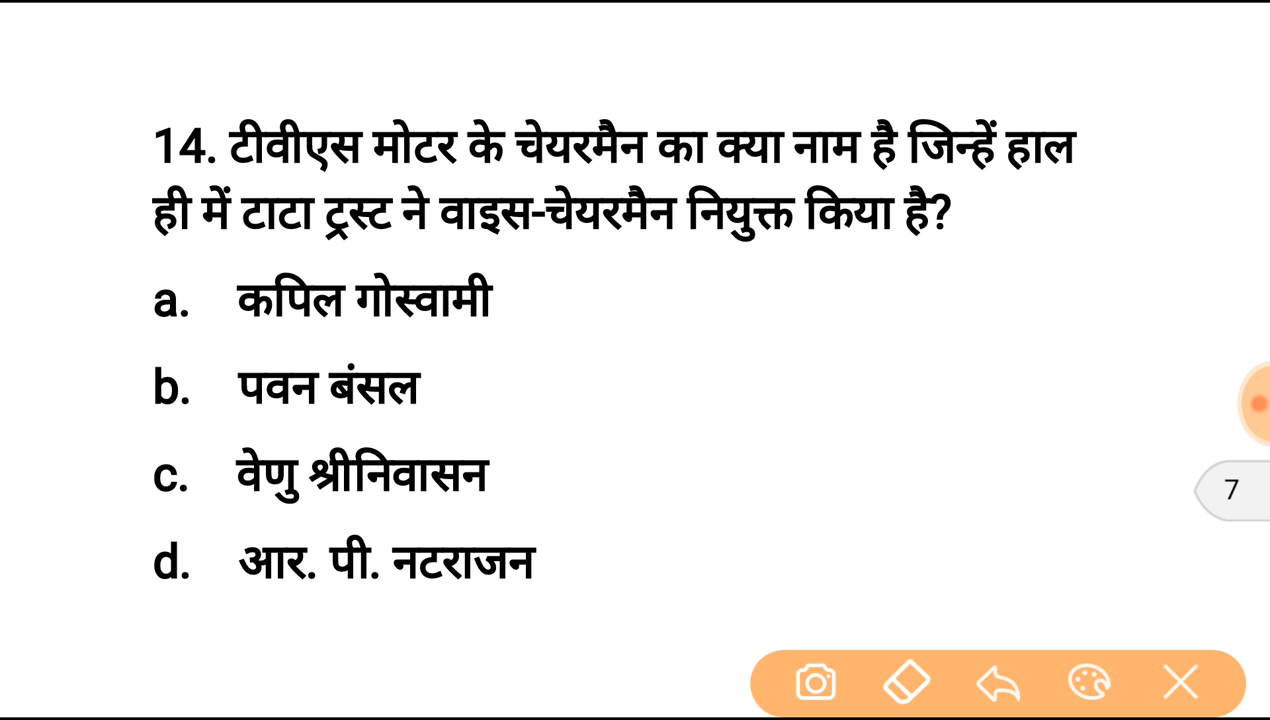 14. टीवीएस मोटर के चेयरमैन का क्या नाम है जिन्हें हाल
ही में टाटा ट्रस्ट ने वाइस-चेयरमैन नियुक्त किया है?
a. कपिल गोस्वामी
b. पवन बंसल
c. वेणु श्रीनिवासन
7
d. आर. पी. नटराजन